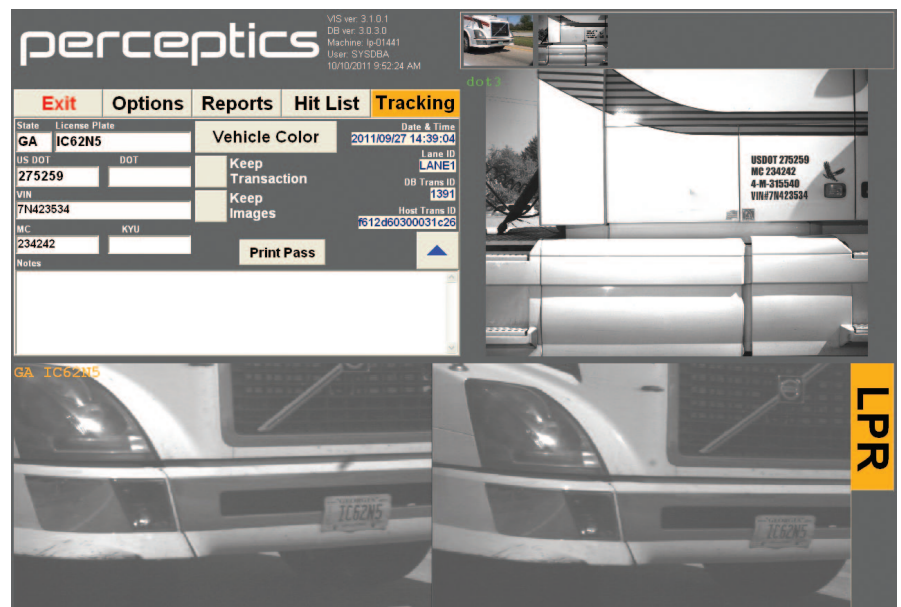 perceptics
VIS ver: 3.1.0.1
DB ver: 3.0.3.0
Machine: lp-01441
User: SYSDBA
10/10/2011 9:52:24 AM
Exit Options Reports Hit List Tracking
State License Plate
GA IC62N5
US DOT DOT
275259
VIN
7N423534
MC KYU
234242
Notes
Vehicle Color
Keep
Transaction
Keep
Images
Print Pass
Date & Time
2011/09/27 14:39:04
Lane ID
LANE1
DB Trans ID
1391
Host Trans ID
f612d60300031c26
dot3
USDOT 275259
MC 234242
4-M-315540
VIN#7N423534
GA IC62N5
IC62N5
IC62N5
LPR